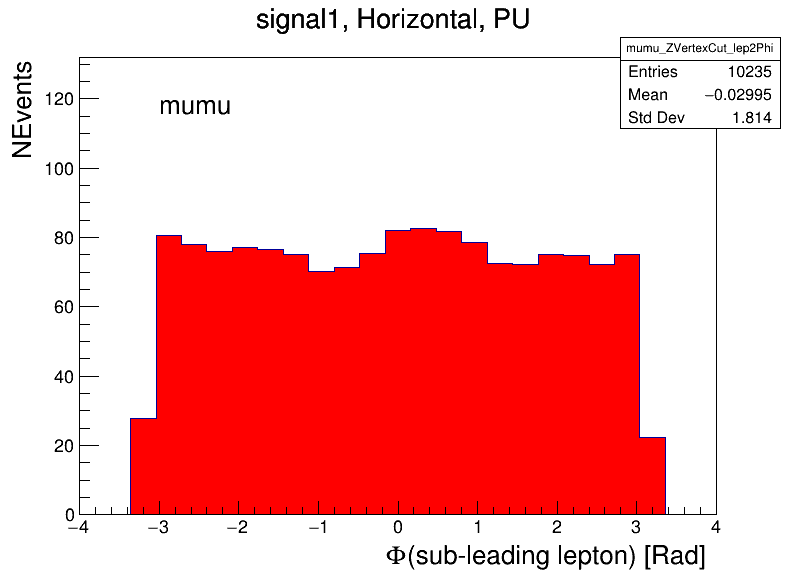 signal1, Horizontal, PU
mumu_ZVertexCut_lep2Phi
Entries 10235
Mean −0.02995
Std Dev 1.814
NEvents
mumu
120
100
80
60
40
20
0
−4 −3 −2 −1 0 1 2 3 4
Φ(sub-leading lepton) [Rad]